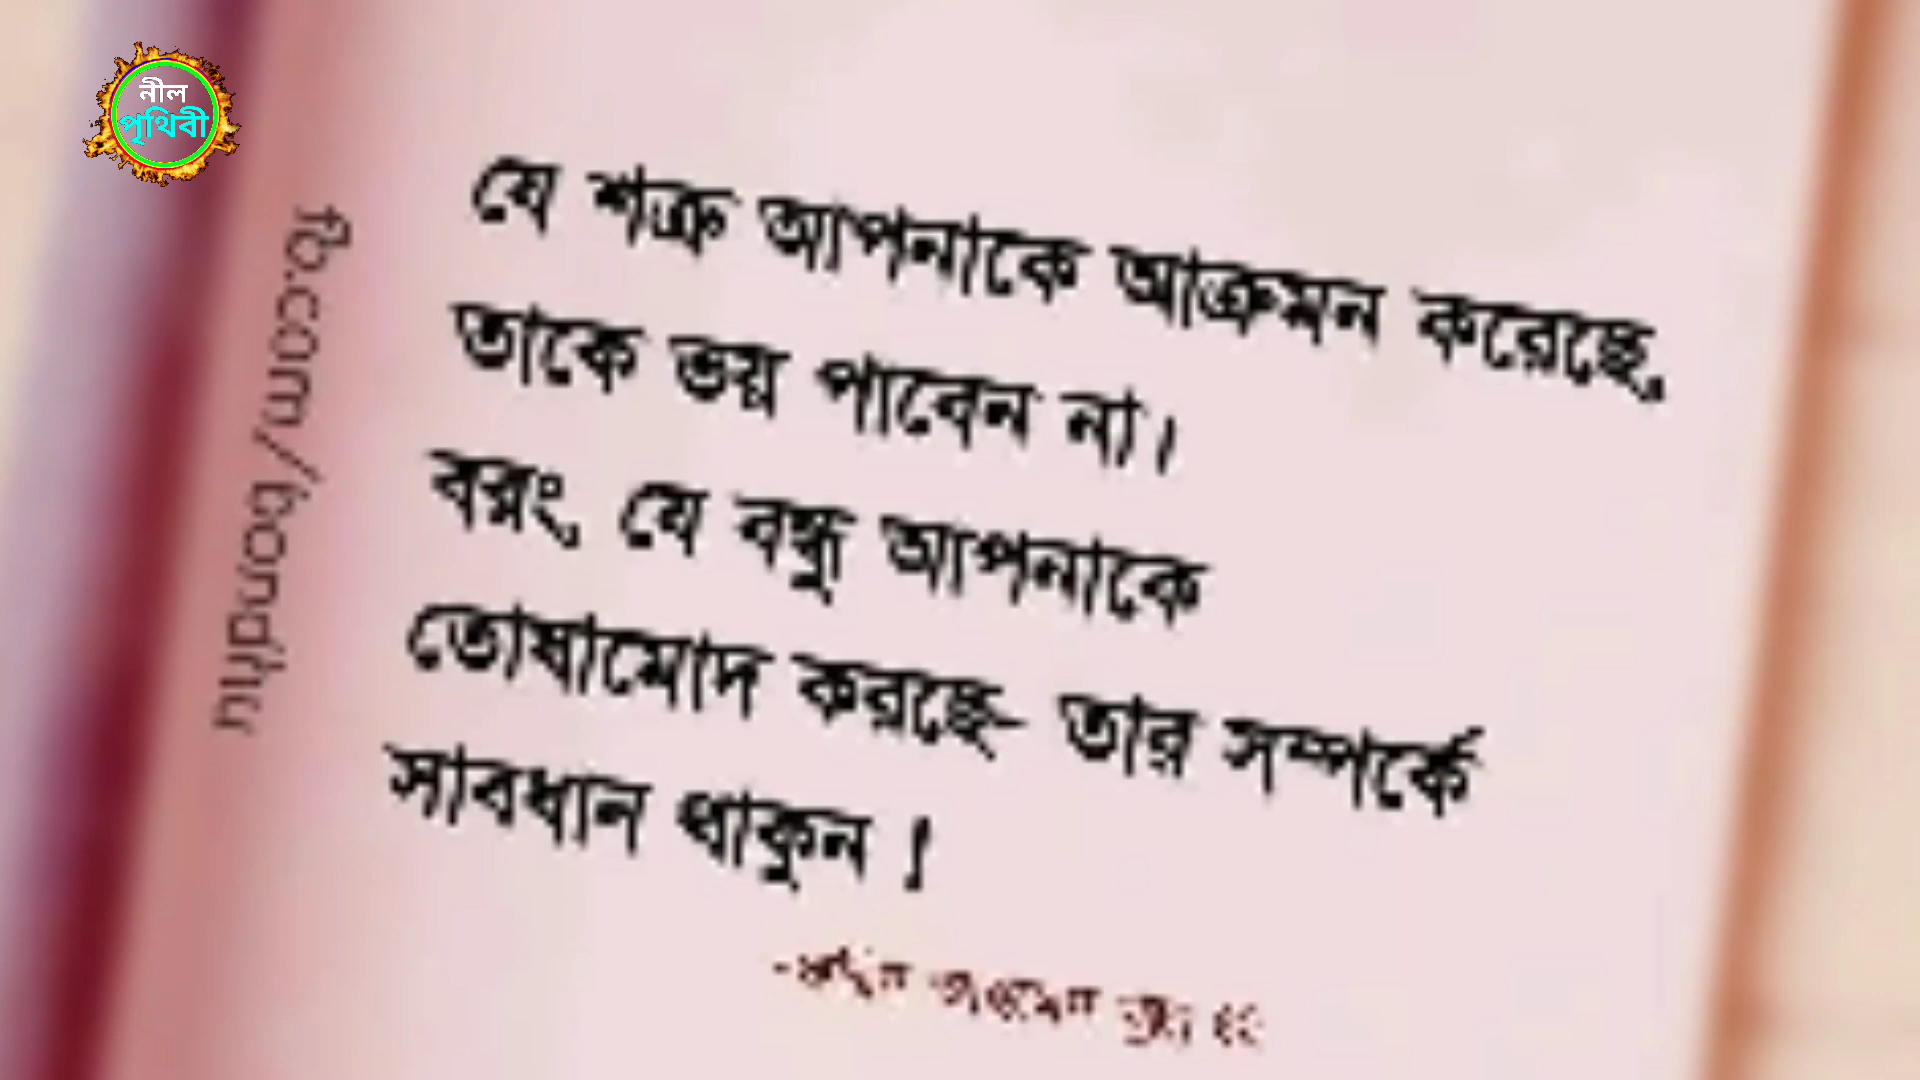 নীল
পৃথিবী
fb.com/bondhu
যে শত্রু আপনাকে আক্রমন করেছে,
তাকে ভয় পাবেন না।
বরং, যে বন্ধু আপনাকে
তোষামোদ করছে- তার সম্পর্কে
সাবধান থাকুন !